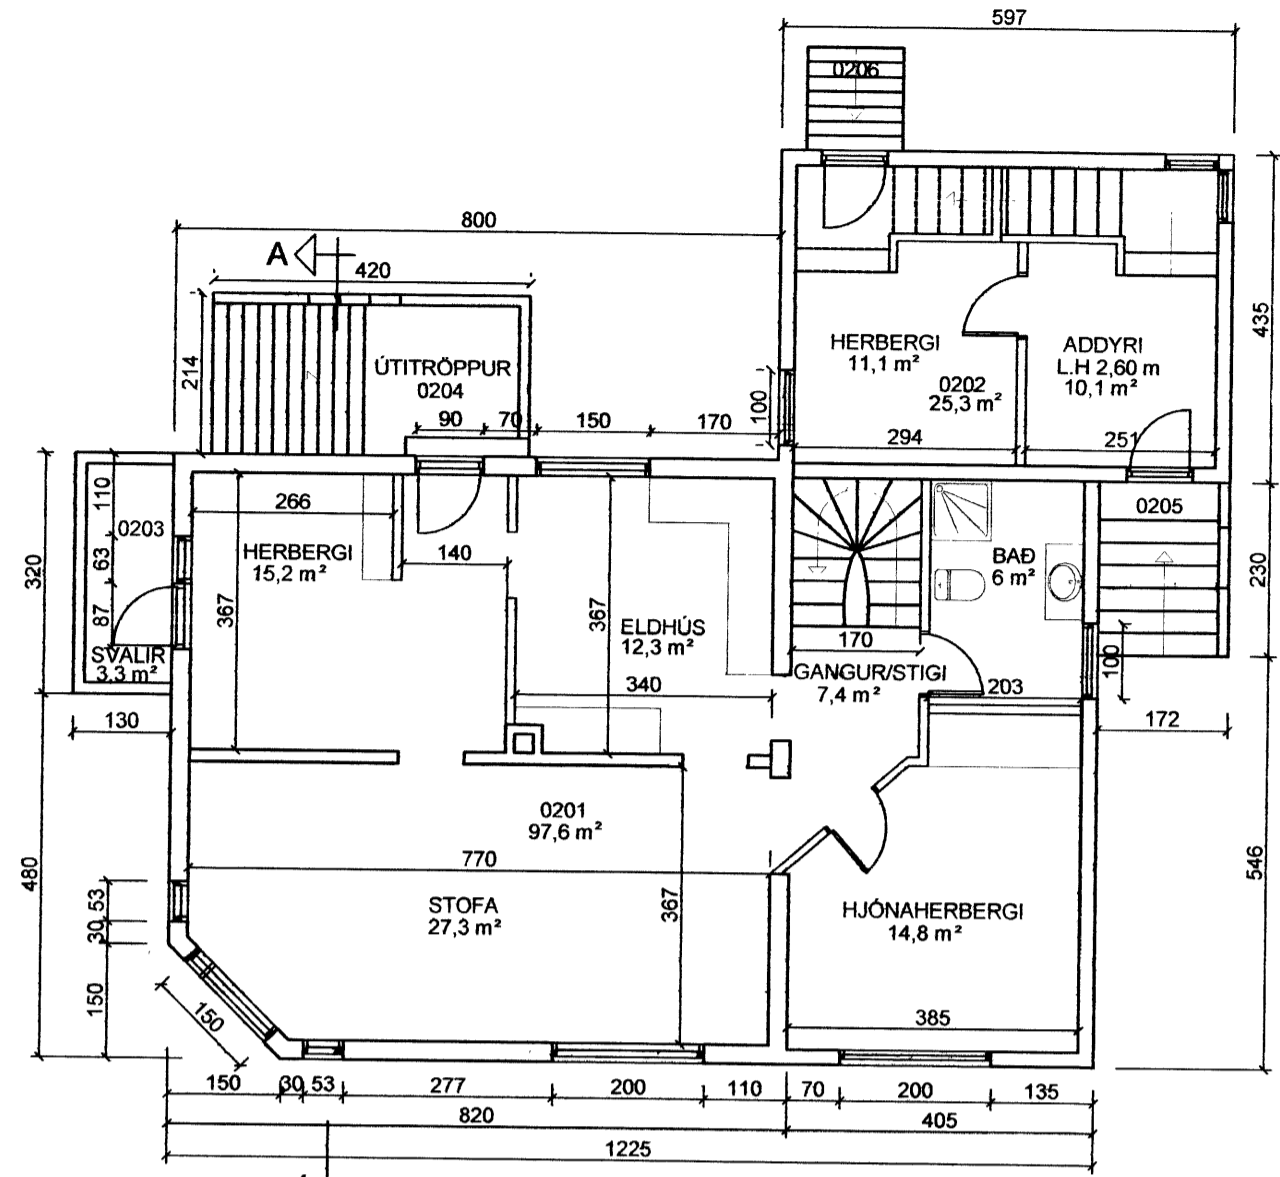 597
0206
800
A
420
435
214
ÚTITRÖPPUR
0204
HERBERGI
11,1 m²
ADDYRI
L.H 2,60 m
10,1 m²
0202
25,3 m²
100
90
70
150
170
294
251
110
0203
266
HERBERGI
15,2 m²
140
0205
BAÐ
6 m²
320
63
87
367
367
230
ELDHÚS
12,3 m²
170
SVALIR
3,3 m²
GANGUR/STIGI
7,4 m²
100
340
203
130
172
0201
97,6 m²
770
480
53
30
150
STOFA
27,3 m²
367
HJÓNAHERBERGI
14,8 m²
546
150
385
150
30
53
277
200
110
70
200
135
820
405
1225